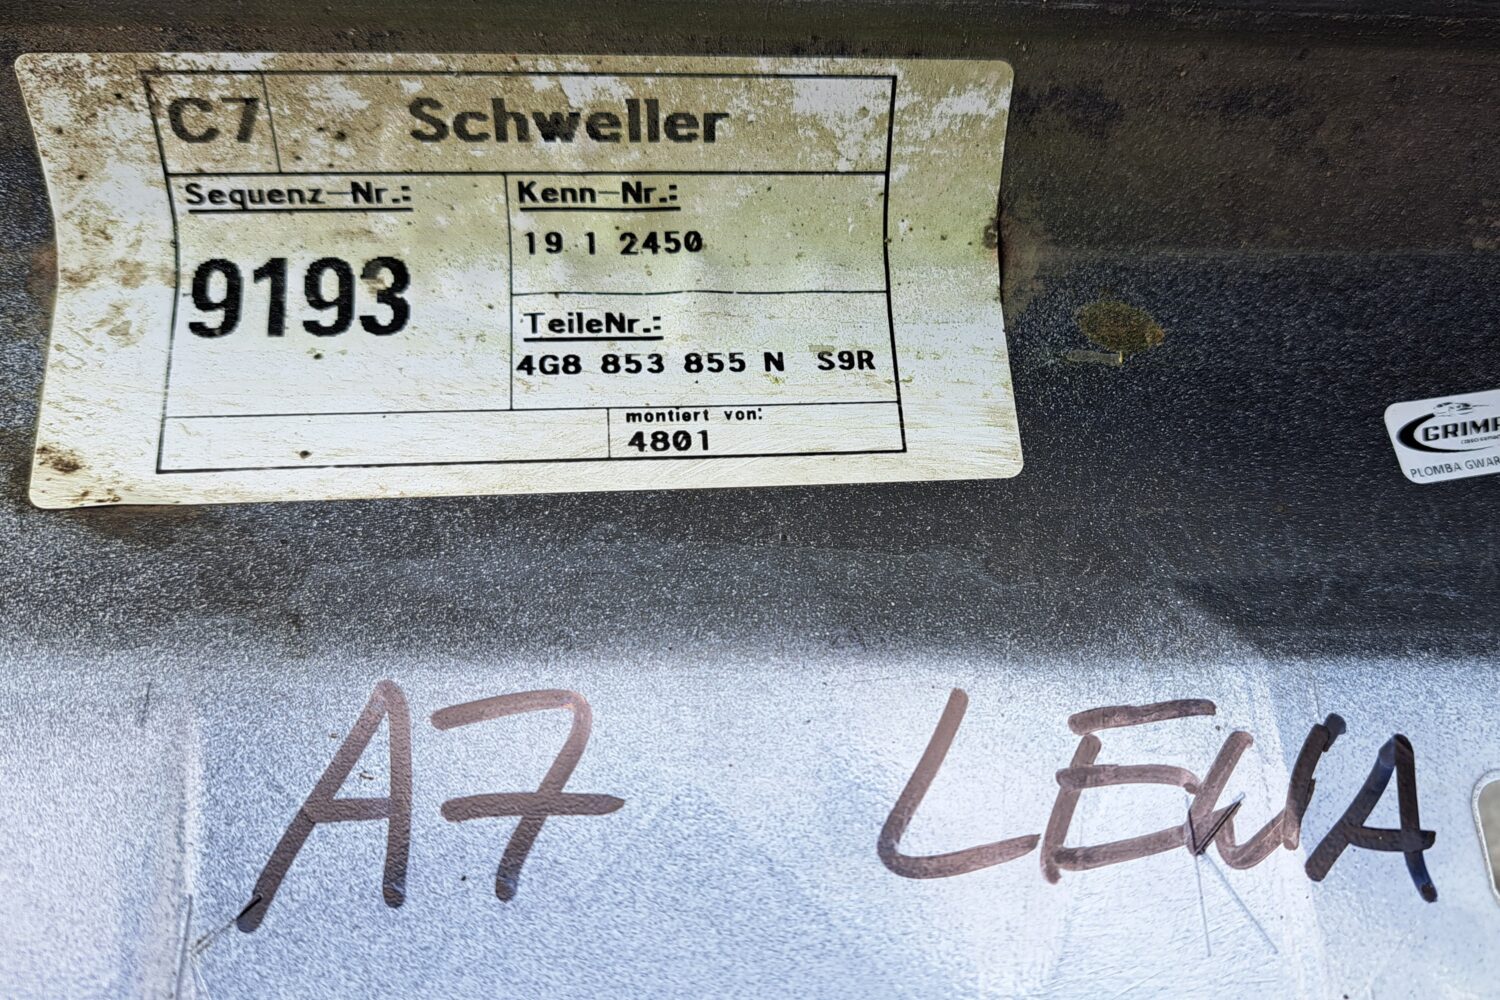 C7 Schweller
Sequenz-Nr.:
9193
Kenn-Nr.:
19 1 2450
TeileNr.:
4G8 853 855 N S9R
montiert von:
4801
PLOMBA
A7 LEWA